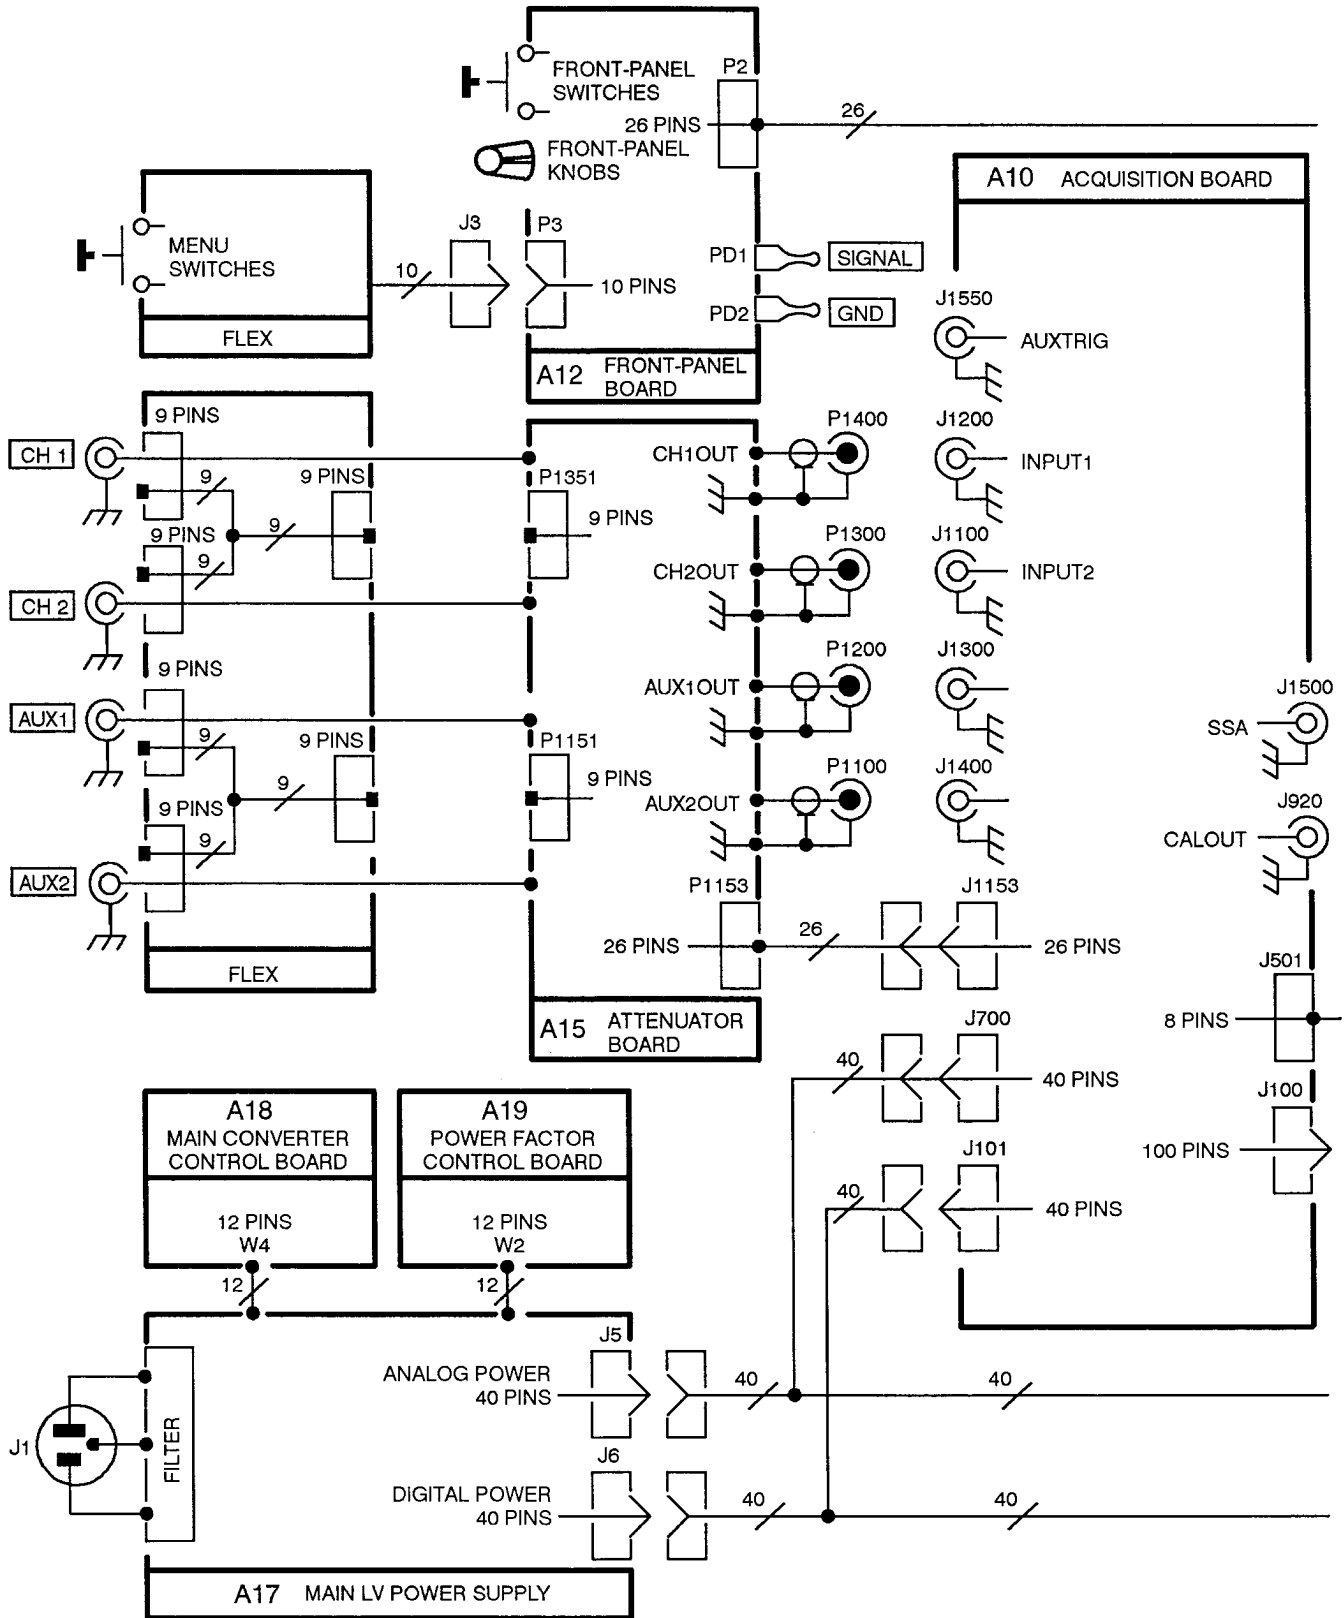 FRONT-PANEL
SWITCHES
P2
26 PINS
26
FRONT-PANEL
KNOBS
A10 ACQUISITION BOARD
MENU
SWITCHES
10
J3
P3
10 PINS
PD1
SIGNAL
PD2
GND
FLEX
A12 FRONT-PANEL
BOARD
J1550
AUXTRIG
9 PINS
CH 1
9
9 PINS
9 PINS
9
9
CH 2
P1351
9 PINS
CH1OUT
P1400
J1200
INPUT1
CH2OUT
P1300
J1100
INPUT2
9 PINS
AUX1
9
9 PINS
9
9 PINS
9
AUX2
FLEX
P1151
9 PINS
AUX1OUT
P1200
J1300
AUX2OUT
P1100
J1400
J1500
SSA
J920
CALOUT
P1153
26 PINS
26
J1153
26 PINS
A15 ATTENUATOR
BOARD
J501
8 PINS
J700
40
40 PINS
J100
100 PINS
J101
40
40 PINS
A18
MAIN CONVERTER
CONTROL BOARD
12 PINS
W4
12
A19
POWER FACTOR
CONTROL BOARD
12 PINS
W2
12
J1
FILTER
J5
ANALOG POWER
40 PINS
40
40
J6
DIGITAL POWER
40 PINS
40
40
A17 MAIN LV POWER SUPPLY